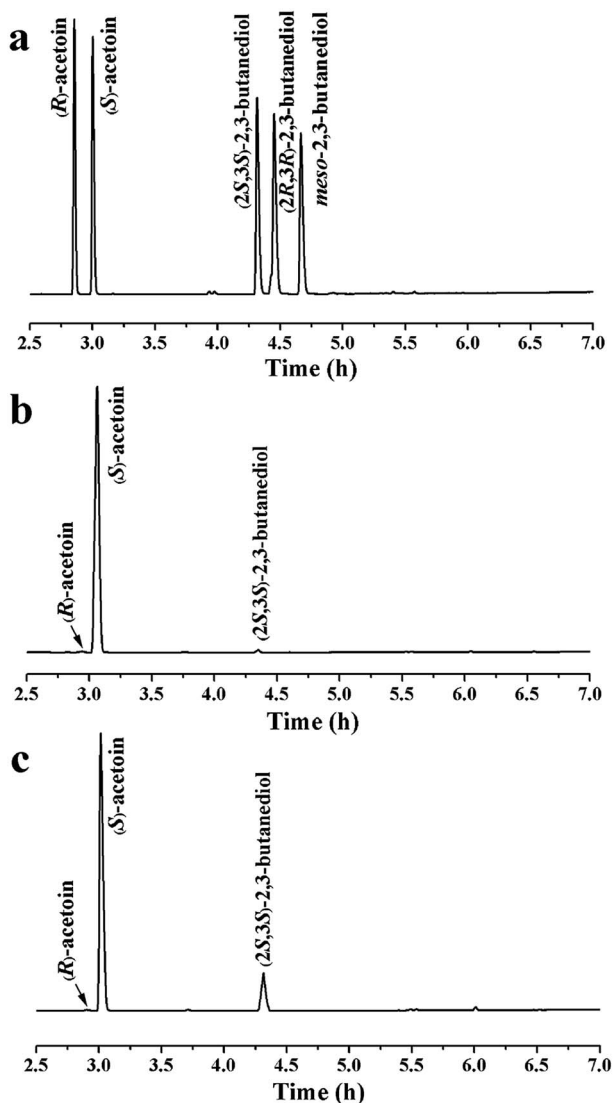 a
(R)-acetoin
(S)-acetoin
(2S,3S)-2,3-butanediol
(2R,3R)-2,3-butanediol
meso-2,3-butanediol
2.5 3.0 3.5 4.0 4.5 5.0 5.5 6.0 6.5 7.0
Time (h)
b
(R)-acetoin
(S)-acetoin
(2S,3S)-2,3-butanediol
2.5 3.0 3.5 4.0 4.5 5.0 5.5 6.0 6.5 7.0
Time (h)
c
(R)-acetoin
(S)-acetoin
(2S,3S)-2,3-butanediol
2.5 3.0 3.5 4.0 4.5 5.0 5.5 6.0 6.5 7.0
Time (h)